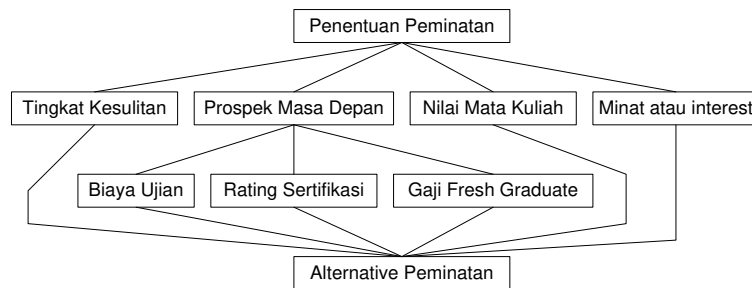 Penentuan Peminatan
Tingkat Kesulitan
Prospek Masa Depan
Nilai Mata Kuliah
Minat atau interest
Biaya Ujian
Rating Sertifikasi
Gaji Fresh Graduate
Alternative Peminatan